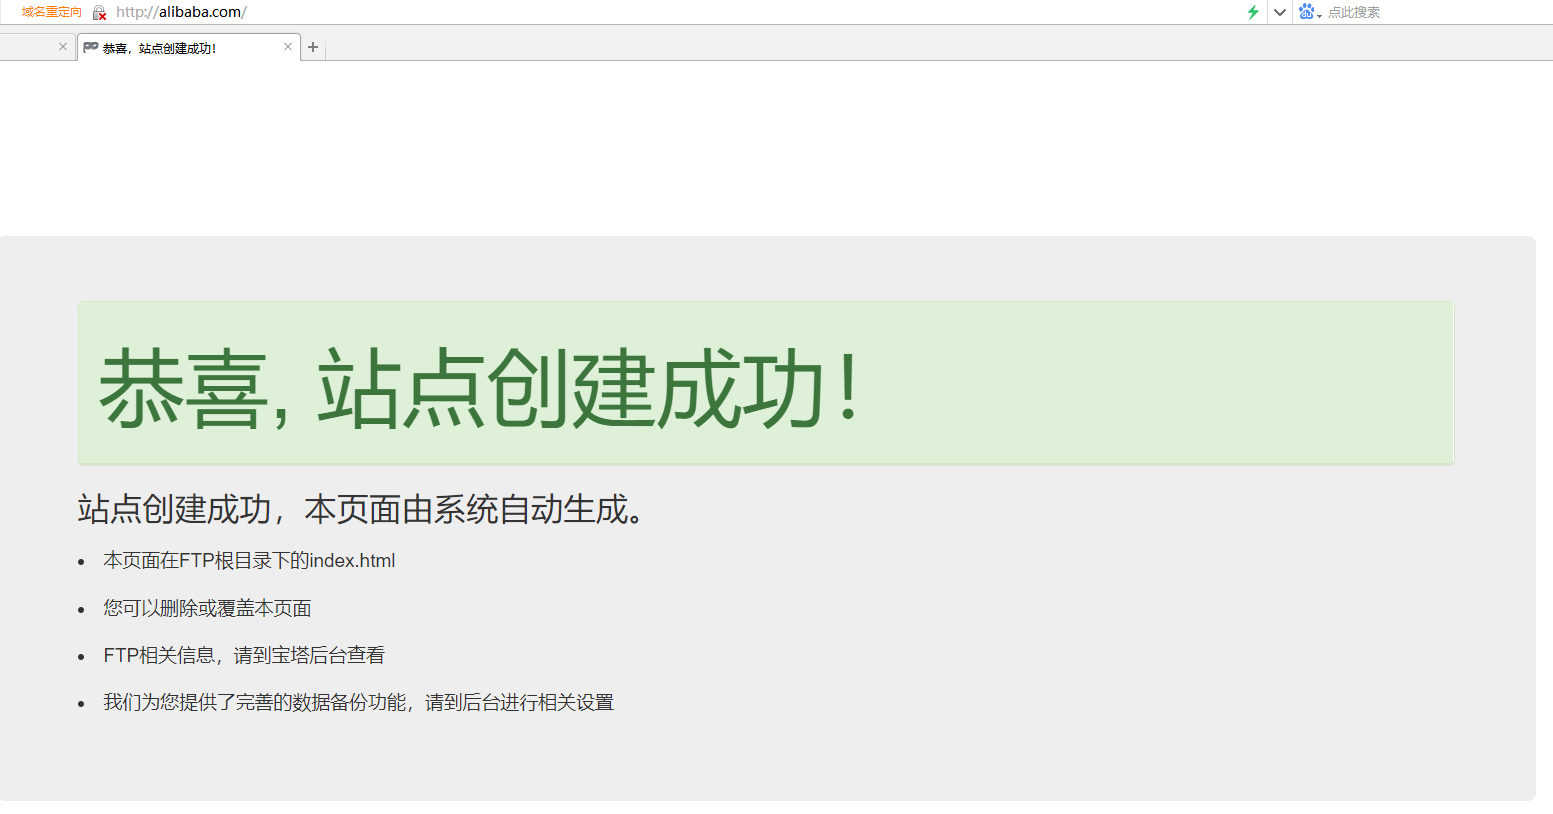 域名重定向 http://alibaba.com/ 点此搜索
恭喜，站点创建成功！
恭喜, 站点创建成功！
站点创建成功，本页面由系统自动生成。
• 本页面在FTP根目录下的index.html
• 您可以删除或覆盖本页面
• FTP相关信息，请到宝塔后台查看
• 我们为您提供了完善的数据备份功能，请到后台进行相关设置